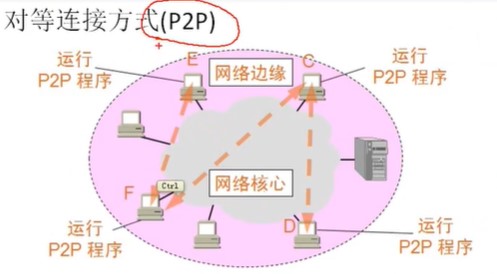 对等连接方式(P2P)
运行
P2P 程序
E
网络边缘
C
运行
P2P 程序
F
Ctrl
网络核心
D
运行
P2P 程序
运行
P2P 程序